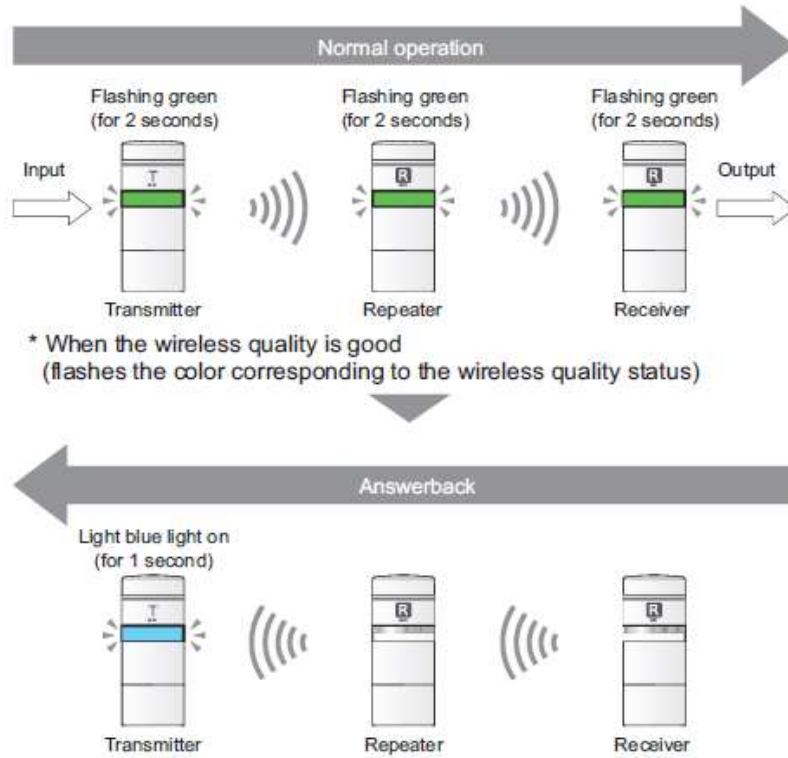 Normal operation
Flashing green
(for 2 seconds)
Flashing green
(for 2 seconds)
Flashing green
(for 2 seconds)
Input
T
R
R
Output
Transmitter
Repeater
Receiver
* When the wireless quality is good
(flashes the color corresponding to the wireless quality status)
Answerback
Light blue light on
(for 1 second)
T
R
R
Transmitter
Repeater
Receiver